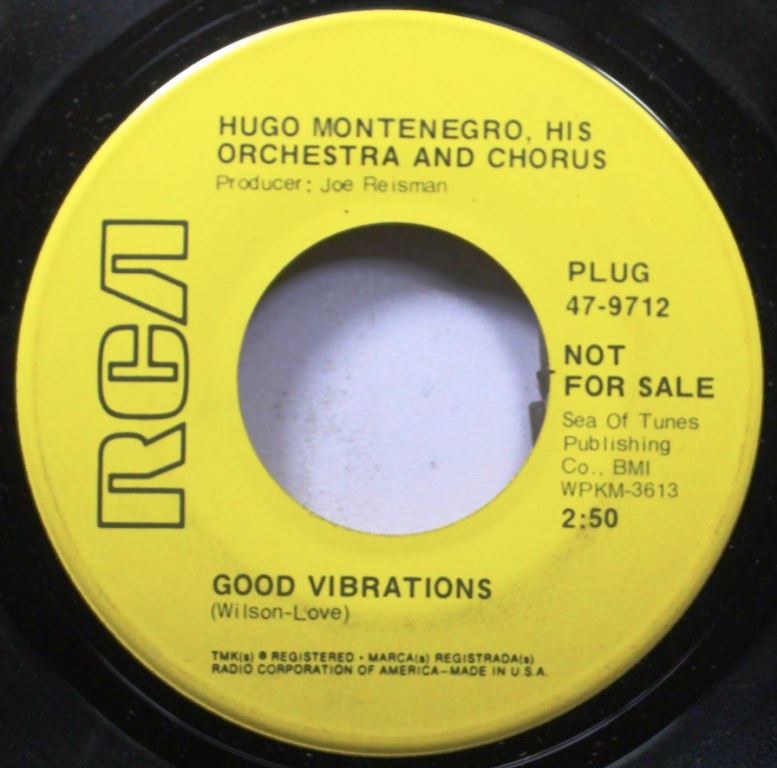 HUGO MONTENEGRO, HIS
ORCHESTRA AND CHORUS
Producer: Joe Reisman
RCA
PLUG
47-9712
NOT
FOR SALE
Sea Of Tunes
Publishing
Co., BMI
WPKM-3613
2:50
GOOD VIBRATIONS
(Wilson-Love)
TMK(s) ® REGISTERED • MARCA(s) REGISTRADA(s)
RADIO CORPORATION OF AMERICA—MADE IN U.S.A.